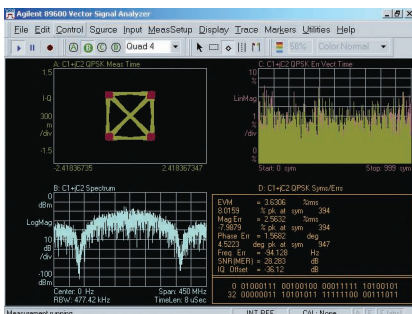 Agilent 89600 Vector Signal Analyzer
File Edit Control Source Input MeasSetup Display Trace Markers Utilities Help
A B C D Quad 4 58% Color Normal
A: C1+jC2 QPSK Meas Time
1.5
I-Q
300
m
/div
-1.5
-2.41836735 2.418367347
C: C1+jC2 QPSK Err Vect Time
10
%
LinMag
1
%
/div
0
%
Start: 0 sym Stop: 999 sym
B: C1+jC2 Spectrum
0
dBm
LogMag
10
dB
/div
-100
dBm
Center: 0 Hz Span: 450 MHz
RBW: 477.42 kHz TimeLen: 8 uSec
D: C1+jC2 QPSK Syms/Errs
EVM = 3.6306 %rms
8.0159 % pk at sym 394
Mag Err = 2.5632 %rms
-7.9879 % pk at sym 394
Phase Err = 1.5682 deg
4.5223 deg pk at sym 947
Freq Err = -94.128 Hz
SNR(MER) = 28.283 dB
IQ Offset = -36.12 dB
0 01000111 00100100 00011111 10100101
32 00000011 10101011 11111100 00111011
Measurement running INT REF CAL: None